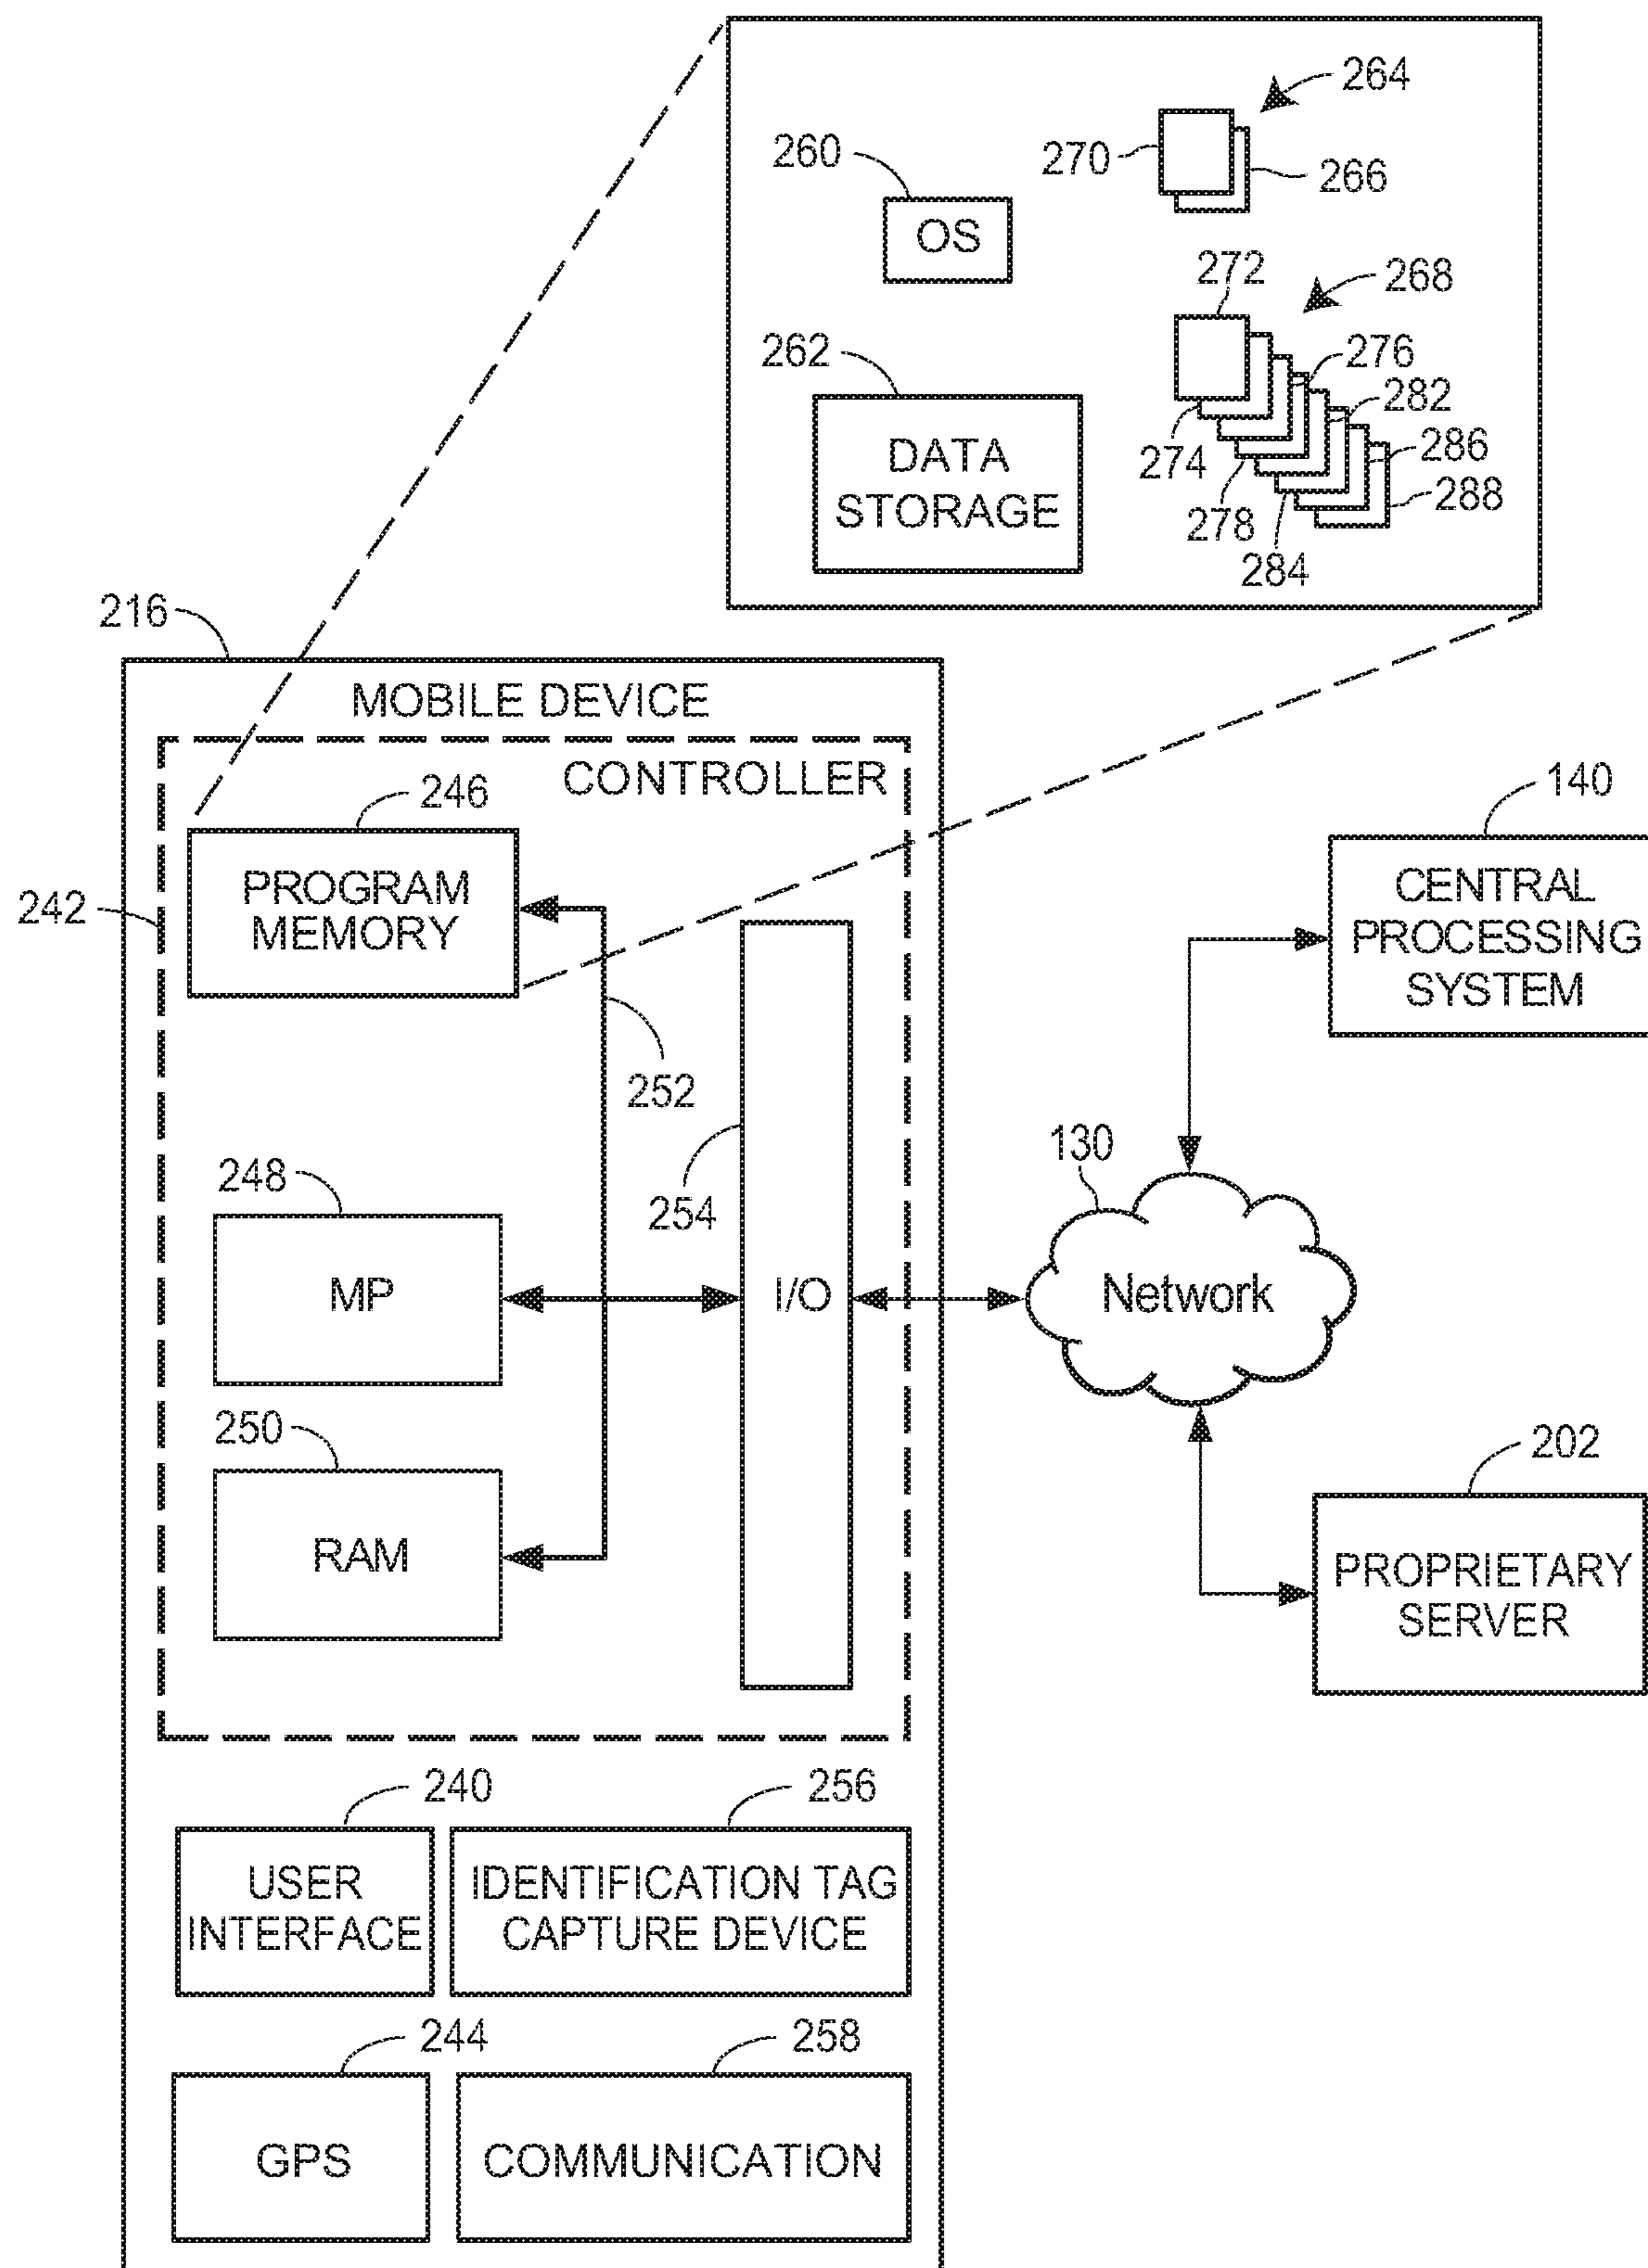 264
260
270
266
OS
272
268
262
276
282
DATA
STORAGE
274
286
278
288
284
216
MOBILE DEVICE
CONTROLLER
246
140
PROGRAM
MEMORY
242
CENTRAL
PROCESSING
SYSTEM
252
130
248
254
MP
I/O
Network
250
202
RAM
PROPRIETARY
SERVER
240
256
USER
INTERFACE
IDENTIFICATION TAG
CAPTURE DEVICE
244
258
GPS
COMMUNICATION